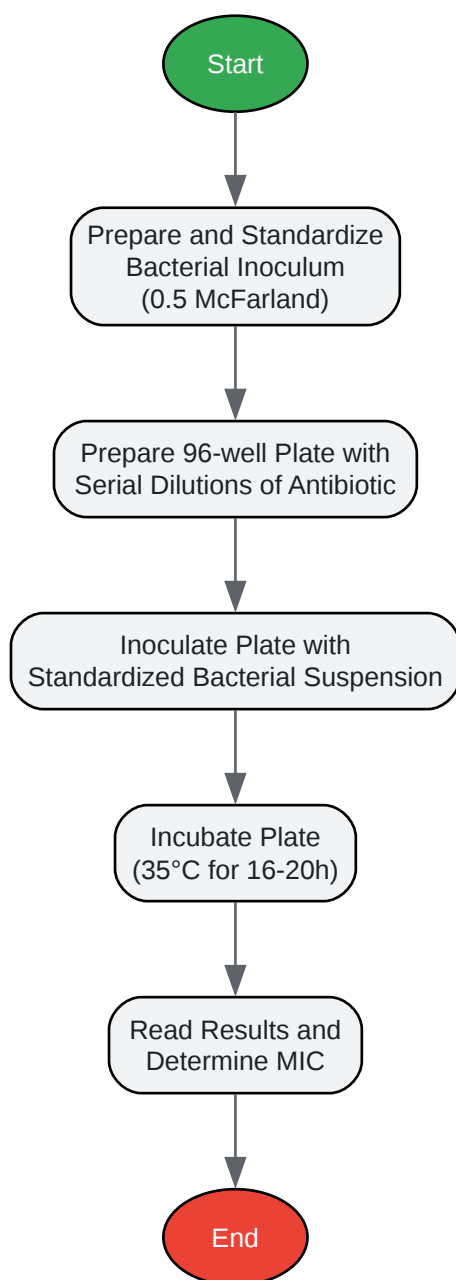 Start
Prepare and Standardize
Bacterial Inoculum
(0.5 McFarland)
Prepare 96-well Plate with
Serial Dilutions of Antibiotic
Inoculate Plate with
Standardized Bacterial Suspension
Incubate Plate
(35°C for 16-20h)
Read Results and
Determine MIC
End